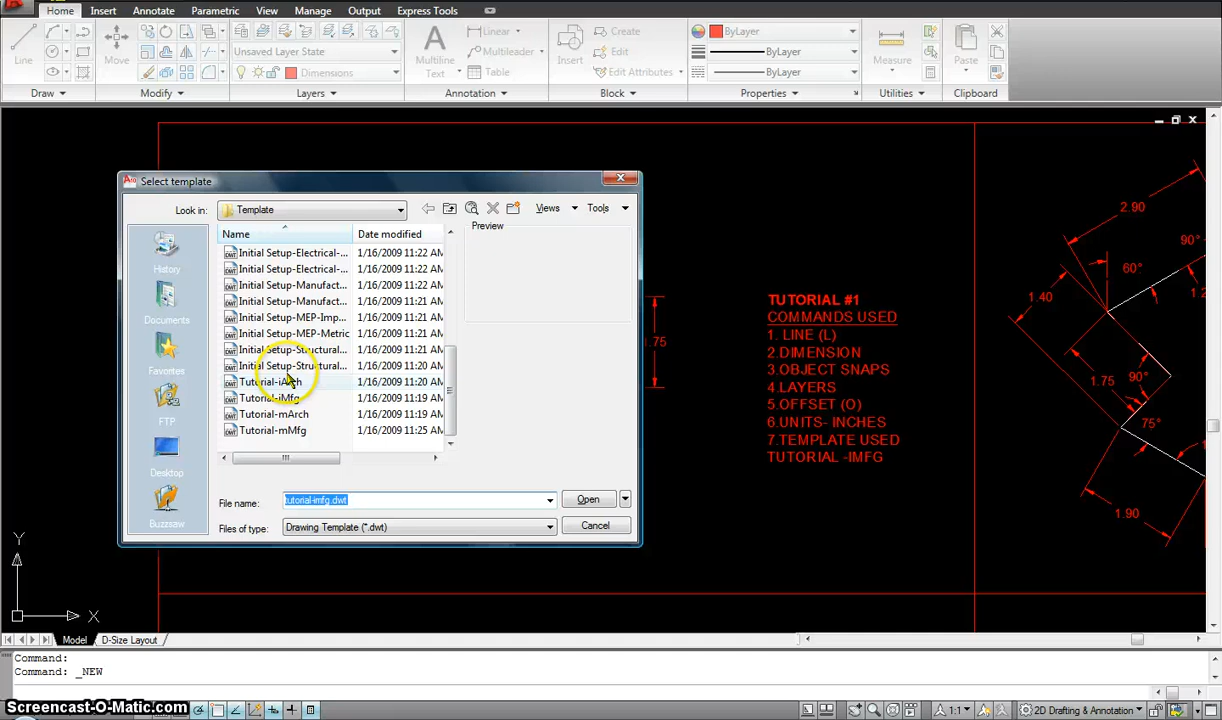 Home Insert Annotate Parametric View Manage Output Express Tools
Line
Move
Unsaved Layer State
Dimensions
Multiline
Text
Linear
Multileader
Table
Insert
Create
Edit
Edit Attributes
ByLayer
ByLayer
ByLayer
Measure
Paste
Draw Modify Layers Annotation Block Properties Utilities Clipboard
Select template
Look in: Template
Views Tools
Name Date modified
Preview
History
Documents
Favorites
FTP
Desktop
Buzzsaw
Initial Setup-Electrical-... 1/16/2009 11:22 AM
Initial Setup-Electrical-... 1/16/2009 11:22 AM
Initial Setup-Manufact... 1/16/2009 11:21 AM
Initial Setup-Manufact... 1/16/2009 11:21 AM
Initial Setup-MEP-Imp... 1/16/2009 11:21 AM
Initial Setup-MEP-Metric 1/16/2009 11:21 AM
Initial Setup-Structural... 1/16/2009 11:21 AM
Initial Setup-Structural... 1/16/2009 11:20 AM
Tutorial-iArch 1/16/2009 11:20 AM
Tutorial-iMfg 1/16/2009 11:19 AM
Tutorial-mArch 1/16/2009 11:19 AM
Tutorial-mMfg 1/16/2009 11:25 AM
File name: tutorial-imfg.dwt Open
Files of type: Drawing Template (*.dwt) Cancel
.75
TUTORIAL #1
COMMANDS USED
1. LINE (L)
2.DIMENSION
3.OBJECT SNAPS
4.LAYERS
5.OFFSET (O)
6.UNITS- INCHES
7.TEMPLATE USED
TUTORIAL -IMFG
2.90
90°
60°
1.40
1.2
1.75
90°
75°
1.90
Y
X
Model D-Size Layout
Command:
Command: _NEW
Screencast-O-Matic.com
1:1
2D Drafting & Annotation